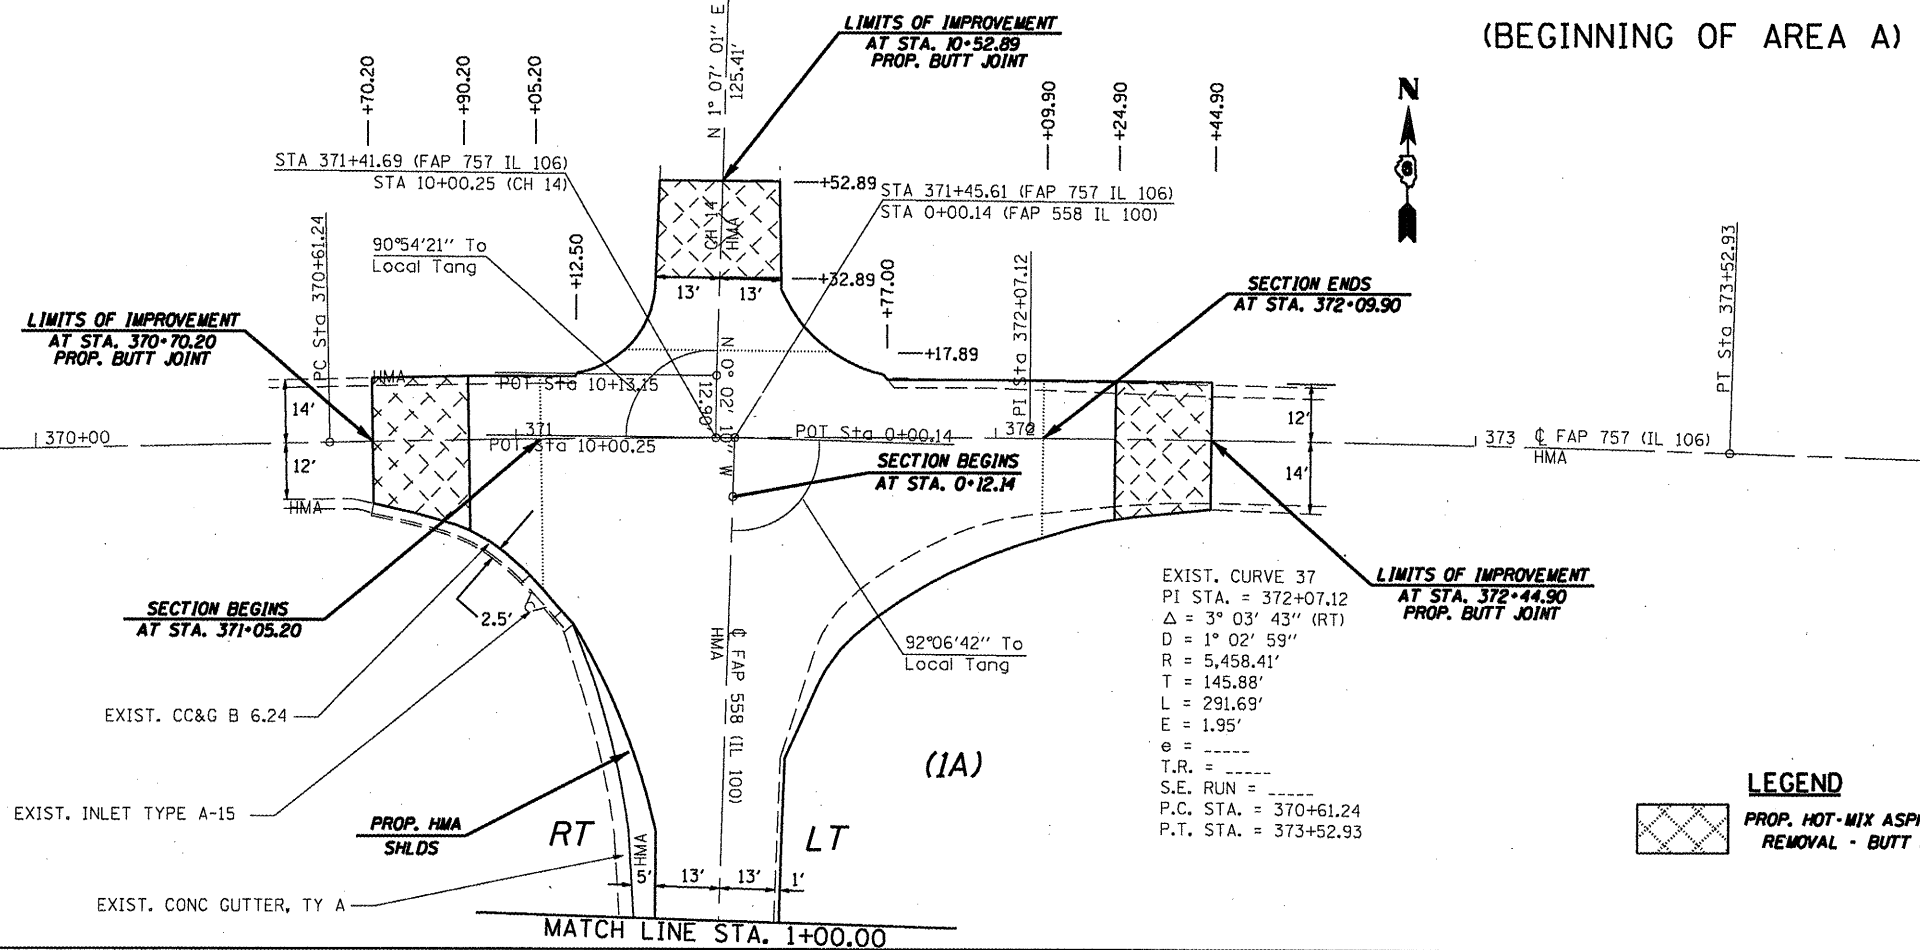 (BEGINNING OF AREA A)
LIMITS OF IMPROVEMENT
AT STA. 10+52.89
PROP. BUTT JOINT
N 1° 07' 01" E
125.41'
+70.20
+90.20
+05.20
+09.90
+24.90
+44.90
N
6
STA 371+41.69 (FAP 757 IL 106)
STA 10+00.25 (CH 14)
+52.89
STA 371+45.61 (FAP 757 IL 106)
STA 0+00.14 (FAP 558 IL 100)
CH 14
HMA
90°54'21" To
Local Tang
+12.50
+32.89
13'
13'
+77.00
+17.89
PC Sta 370+61.24
PI Sta 372+07.12
PT Sta 373+52.93
SECTION ENDS
AT STA. 372+09.90
LIMITS OF IMPROVEMENT
AT STA. 370+70.20
PROP. BUTT JOINT
HMA
POT Sta 10+13.15
12.90
N 0° 02' 1
" W
14'
12'
12'
14'
370+00
371
POT Sta 10+00.25
POT Sta 0+00.14
372
373 ℄ FAP 757 (IL 106)
HMA
SECTION BEGINS
AT STA. 0+12.14
HMA
SECTION BEGINS
AT STA. 371+05.20
2.5'
LIMITS OF IMPROVEMENT
AT STA. 372+44.90
PROP. BUTT JOINT
92°06'42" To
Local Tang
EXIST. CURVE 37
PI STA. = 372+07.12
Δ = 3° 03' 43" (RT)
D = 1° 02' 59"
R = 5,458.41'
T = 145.88'
L = 291.69'
E = 1.95'
e = _____
T.R. = _____
S.E. RUN = _____
P.C. STA. = 370+61.24
P.T. STA. = 373+52.93
℄ FAP 558 (IL 100)
HMA
EXIST. CC&G B 6.24
(1A)
EXIST. INLET TYPE A-15
PROP. HMA
SHLDS
RT
LT
HMA
5'
13'
13'
1'
EXIST. CONC GUTTER, TY A
MATCH LINE STA. 1+00.00
LEGEND
PROP. HOT-MIX ASP
REMOVAL - BUTT